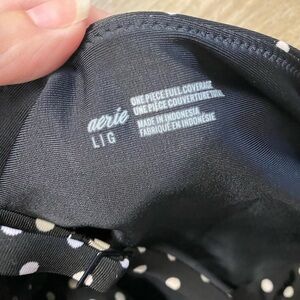 aerie
L | G
ONE PIECE FULL COVERAGE
UNE PIÈCE COUVERTURE TOTAL
MADE IN INDONESIA
FABRIQUÉ EN INDONÉSIE